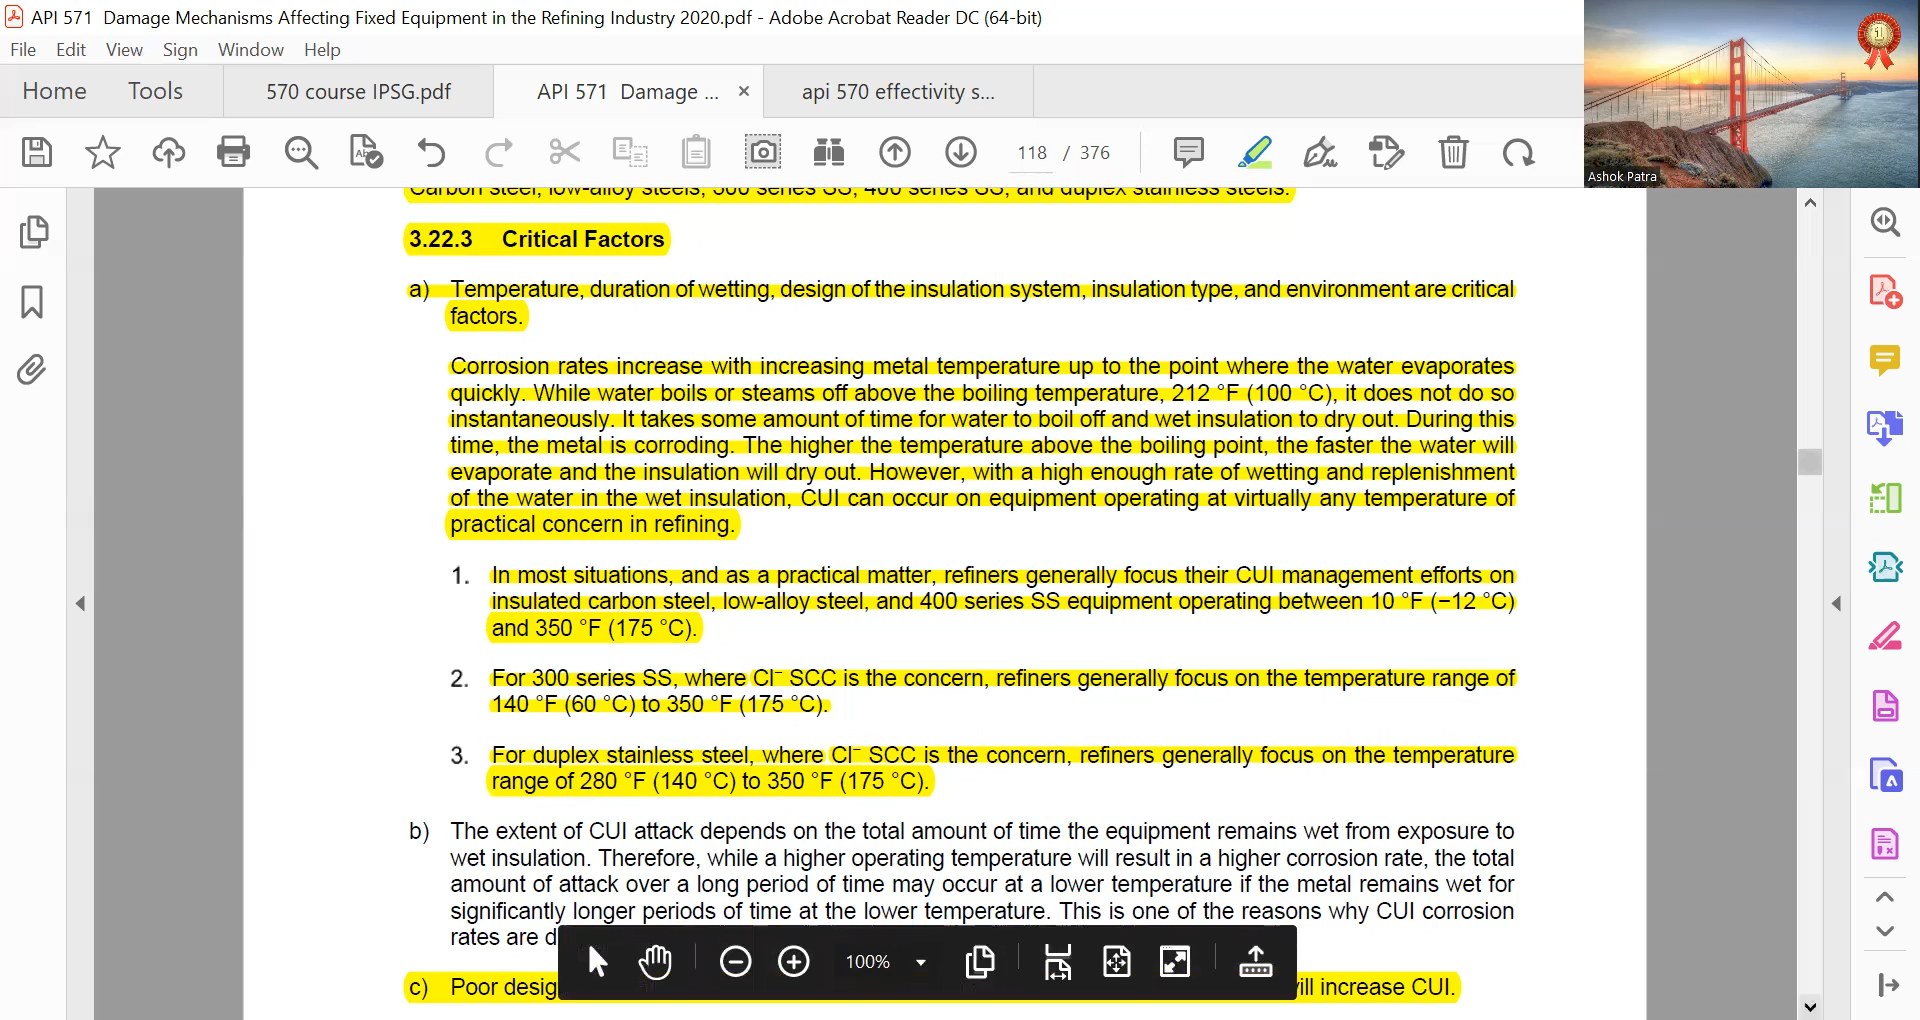 API 571 Damage Mechanisms Affecting Fixed Equipment in the Refining Industry 2020.pdf - Adobe Acrobat Reader DC (64-bit)
File Edit View Sign Window Help
Home Tools 570 course IPSG.pdf API 571 Damage ... × api 570 effectivity s...
118 / 376
1
Ashok Patra
Carbon steel, low-alloy steels, 300 series SS, 400 series SS, and duplex stainless steels.
3.22.3 Critical Factors
a) Temperature, duration of wetting, design of the insulation system, insulation type, and environment are critical
factors.
Corrosion rates increase with increasing metal temperature up to the point where the water evaporates
quickly. While water boils or steams off above the boiling temperature, 212 °F (100 °C), it does not do so
instantaneously. It takes some amount of time for water to boil off and wet insulation to dry out. During this
time, the metal is corroding. The higher the temperature above the boiling point, the faster the water will
evaporate and the insulation will dry out. However, with a high enough rate of wetting and replenishment
of the water in the wet insulation, CUI can occur on equipment operating at virtually any temperature of
practical concern in refining.
1. In most situations, and as a practical matter, refiners generally focus their CUI management efforts on
insulated carbon steel, low-alloy steel, and 400 series SS equipment operating between 10 °F (−12 °C)
and 350 °F (175 °C).
2. For 300 series SS, where Cl⁻ SCC is the concern, refiners generally focus on the temperature range of
140 °F (60 °C) to 350 °F (175 °C).
3. For duplex stainless steel, where Cl⁻ SCC is the concern, refiners generally focus on the temperature
range of 280 °F (140 °C) to 350 °F (175 °C).
b) The extent of CUI attack depends on the total amount of time the equipment remains wet from exposure to
wet insulation. Therefore, while a higher operating temperature will result in a higher corrosion rate, the total
amount of attack over a long period of time may occur at a lower temperature if the metal remains wet for
significantly longer periods of time at the lower temperature. This is one of the reasons why CUI corrosion
rates are d
100%
c) Poor desig ill increase CUI.